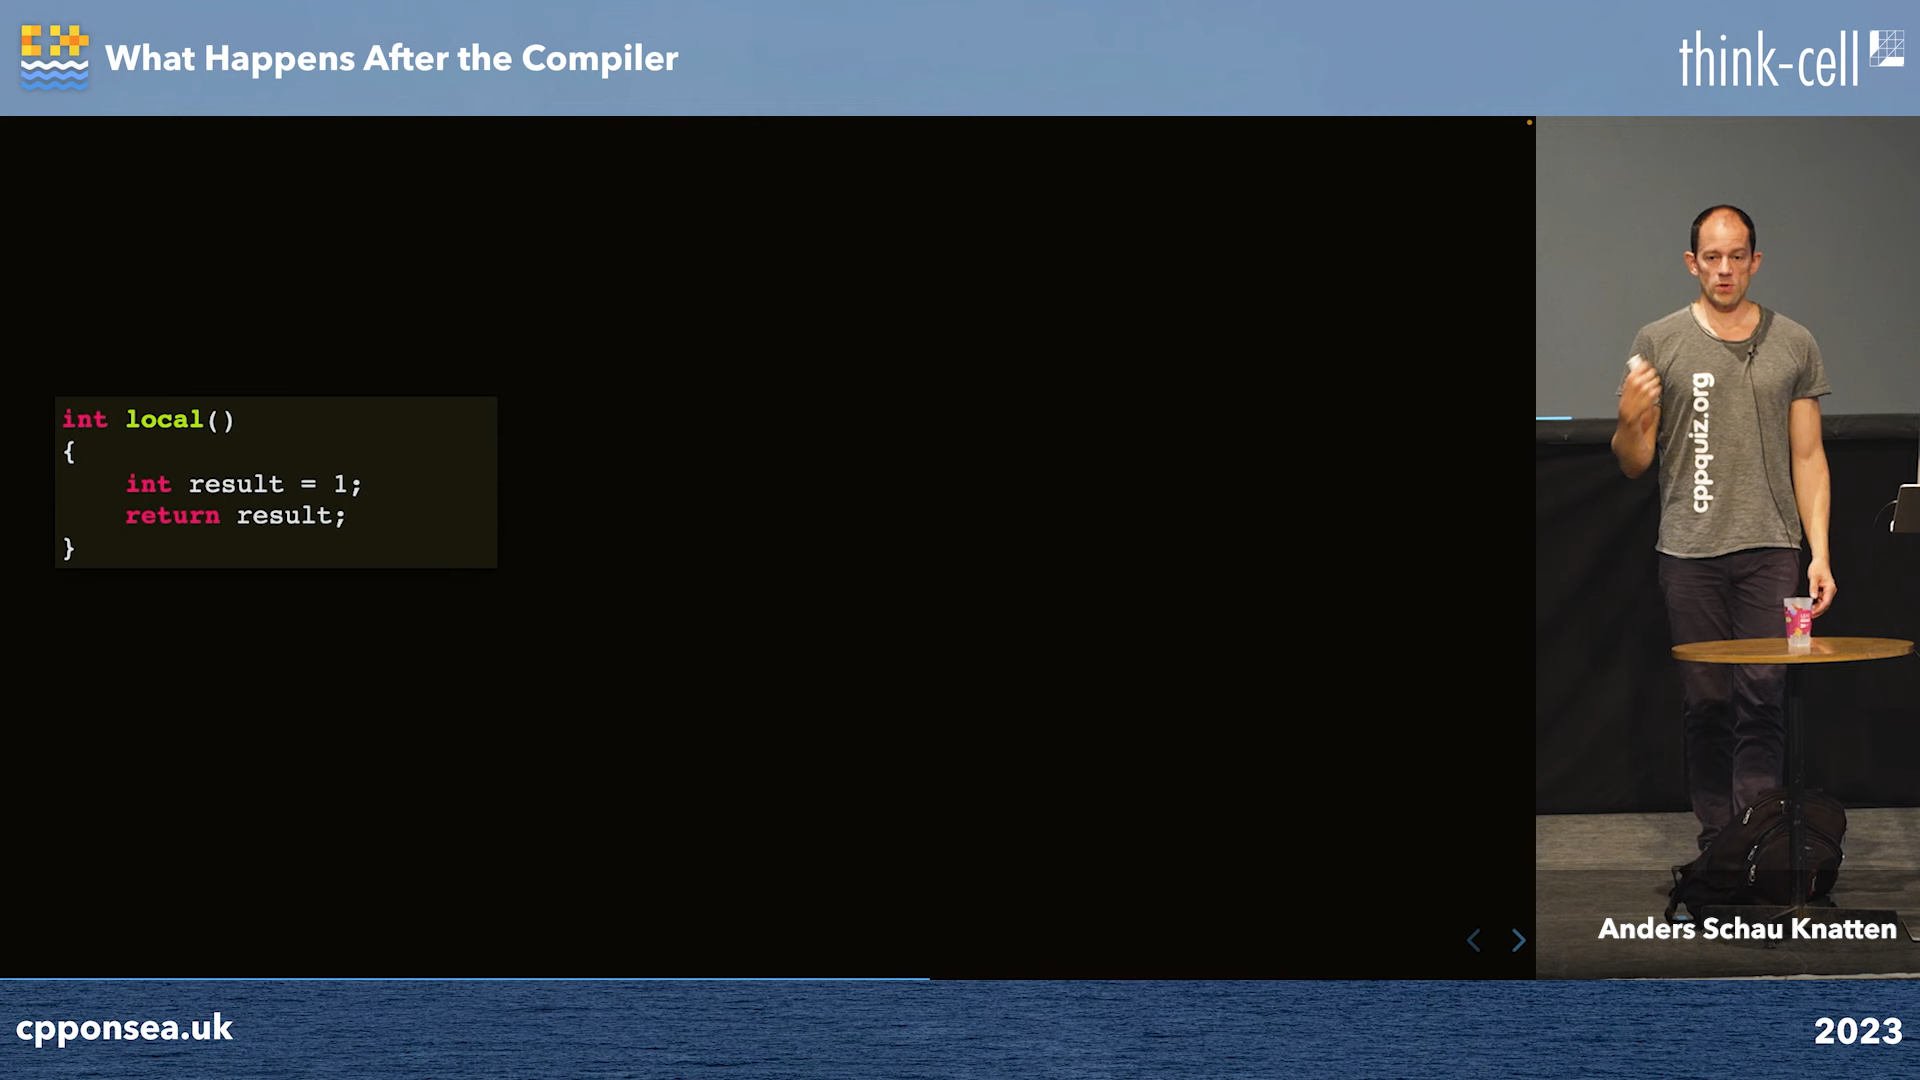 What Happens After the Compiler
think-cell
int local()
{
    int result = 1;
    return result;
}
cppquiz.org
Anders Schau Knatten
cpponsea.uk
2023